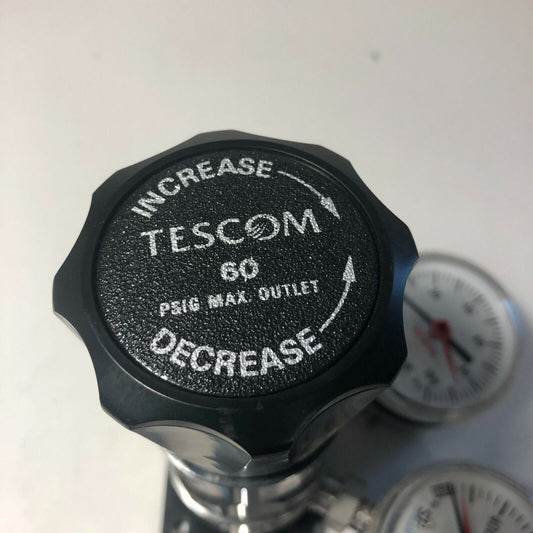 INCREASE
TESCOM
60
PSIG MAX. OUTLET
DECREASE